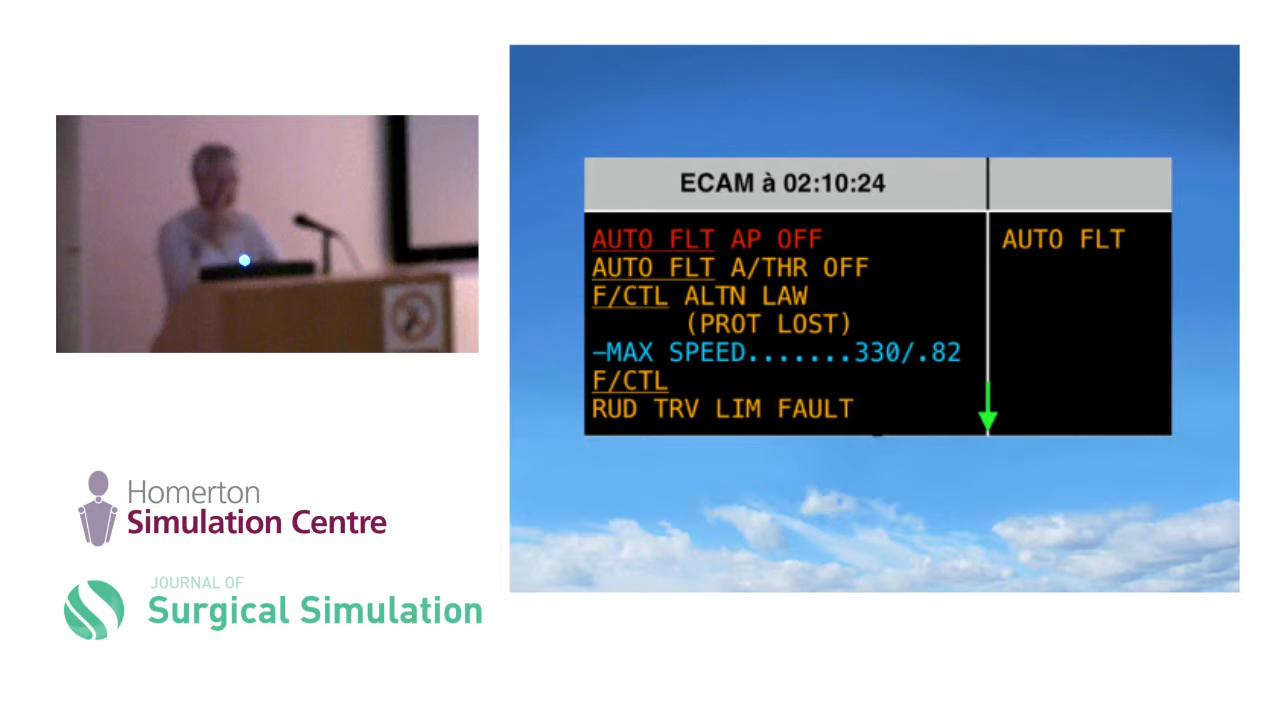 ECAM à 02:10:24
AUTO FLT AP OFF
AUTO FLT
AUTO FLT A/THR OFF
F/CTL ALTN LAW
(PROT LOST)
–MAX SPEED.......330/.82
F/CTL
RUD TRV LIM FAULT
Homerton
Simulation Centre
JOURNAL OF
Surgical Simulation